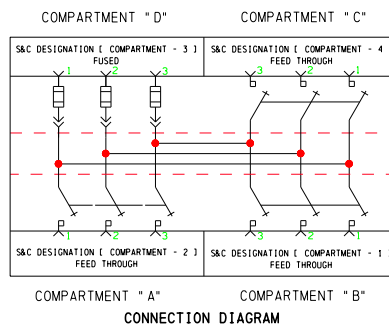 COMPARTMENT "D" COMPARTMENT "C"
S&C DESIGNATION [ COMPARTMENT - 3 ] S&C DESIGNATION [ COMPARTMENT - 4
FUSED FEED THROUGH
1 2 3 3 2 1
1 2 3 3 2 1
S&C DESIGNATION [ COMPARTMENT - 2 ] S&C DESIGNATION [ COMPARTMENT - 1 ]
FEED THROUGH FEED THROUGH
COMPARTMENT "A" COMPARTMENT "B"
CONNECTION DIAGRAM